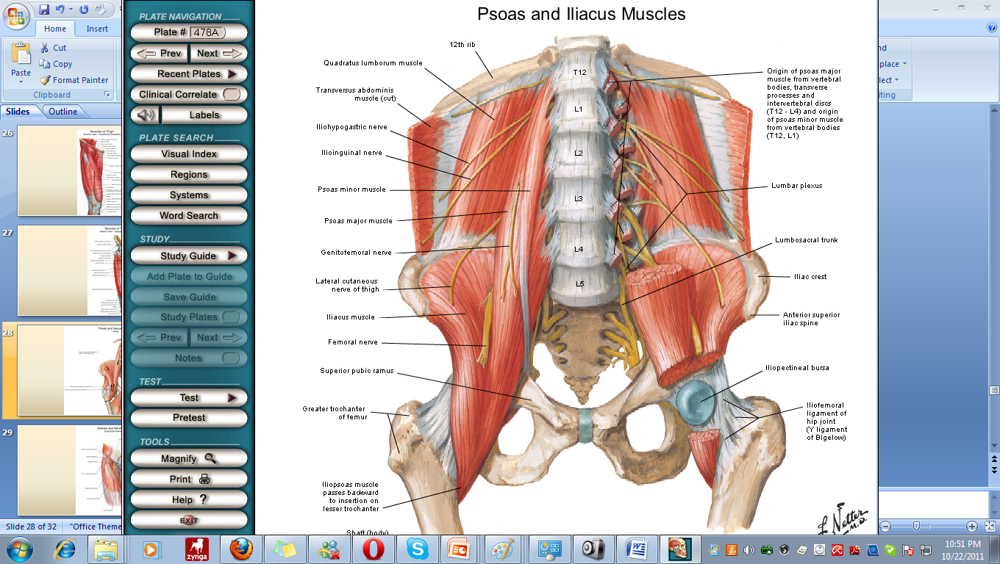 Home
Insert
Paste
Cut
Copy
Format Painter
Clipboard
Slides
Outline
26
Muscles of Thigh
27
28
29
Slide 28 of 32
"Office Theme
PLATE NAVIGATION
Plate # 478A
Prev
Next
Recent Plates
Clinical Correlate
Labels
PLATE SEARCH
Visual Index
Regions
Systems
Word Search
STUDY
Study Guide
Add Plate to Guide
Save Guide
Study Plates
Prev
Next
Notes
TEST
Test
Pretest
TOOLS
Magnify
Print
Help ?
EXIT
Psoas and Iliacus Muscles
12th rib
Quadratus lumborum muscle
Transversus abdominis
muscle (cut)
Iliohypogastric nerve
Ilioinguinal nerve
Psoas minor muscle
Psoas major muscle
Genitofemoral nerve
Lateral cutaneous
nerve of thigh
Iliacus muscle
Femoral nerve
Superior pubic ramus
Greater trochanter
of femur
Iliopsoas muscle
passes backward
to insertion on
lesser trochanter
Shaft (body)
T12
L1
L2
L3
L4
L5
Origin of psoas major
muscle from vertebral
bodies, transverse
processes and
intervertebral discs
(T12 - L4) and origin
of psoas minor muscle
from vertebral bodies
(T12, L1)
Lumbar plexus
Lumbosacral trunk
Iliac crest
Anterior superior
iliac spine
Iliopectineal bursa
Iliofemoral
ligament of
hip joint
(Y ligament
of Bigelow)
F. Netter
M.D.
nd
place
lect
iting
zynga
10:51 PM
10/22/2011